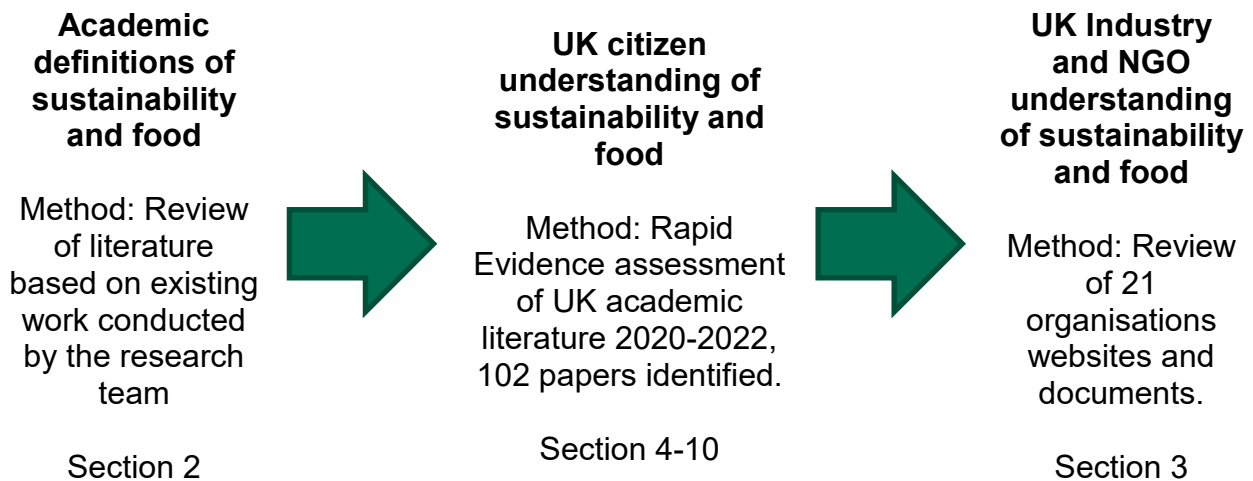 Academic
definitions of
sustainability
and food
Method: Review
of literature
based on existing
work conducted
by the research
team
Section 2
UK citizen
understanding of
sustainability and
food
Method: Rapid
Evidence assessment
of UK academic
literature 2020-2022,
102 papers identified.
Section 4-10
UK Industry
and NGO
understanding
of sustainability
and food
Method: Review
of 21
organisations
websites and
documents.
Section 3